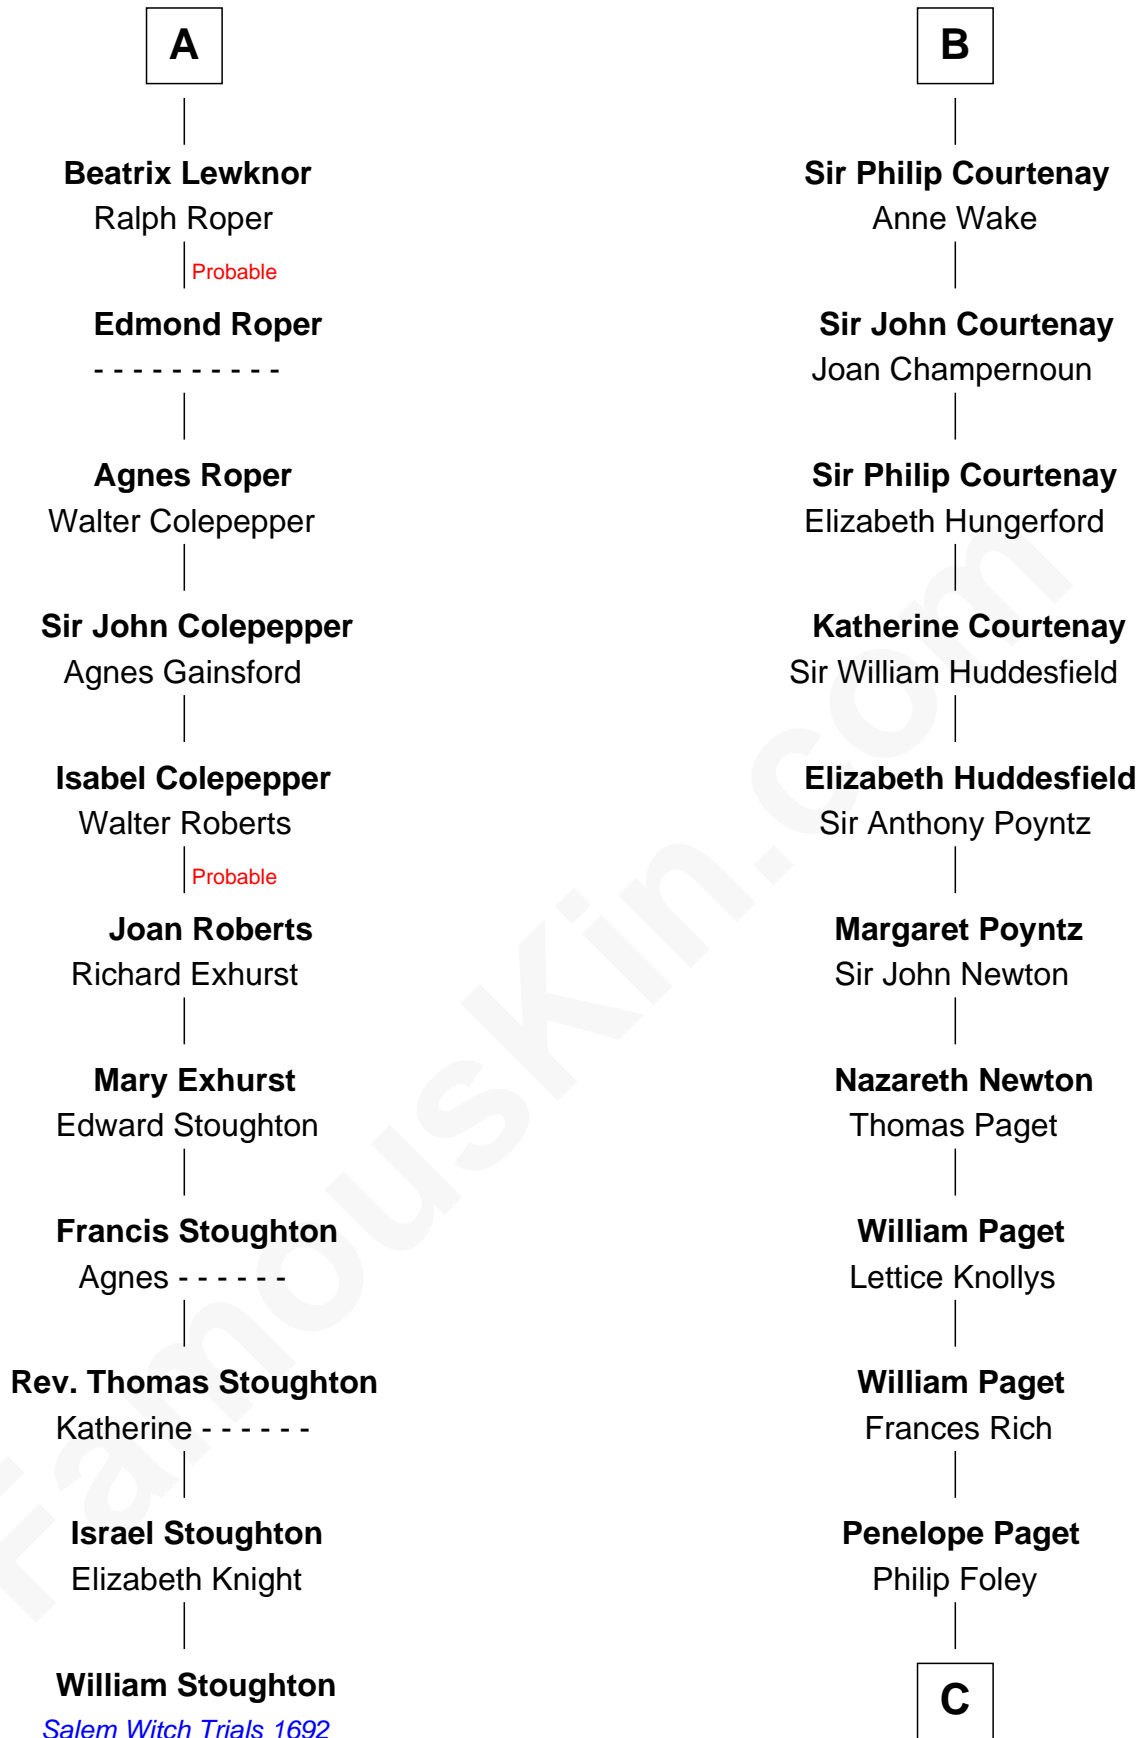 A
Beatrix Lewknor
Ralph Roper
Probable
Edmond Roper
- - - - - - - - - -
Agnes Roper
Walter Colepepper
Sir John Colepepper
Agnes Gainsford
Isabel Colepepper
Walter Roberts
Probable
Joan Roberts
Richard Exhurst
Mary Exhurst
Edward Stoughton
Francis Stoughton
Agnes - - - - - -
Rev. Thomas Stoughton
Katherine - - - - - -
Israel Stoughton
Elizabeth Knight
William Stoughton
Salem Witch Trials 1692
B
Sir Philip Courtenay
Anne Wake
Sir John Courtenay
Joan Champernoun
Sir Philip Courtenay
Elizabeth Hungerford
Katherine Courtenay
Sir William Huddesfield
Elizabeth Huddesfield
Sir Anthony Poyntz
Margaret Poyntz
Sir John Newton
Nazareth Newton
Thomas Paget
William Paget
Lettice Knollys
William Paget
Frances Rich
Penelope Paget
Philip Foley
C
FamousKin.com